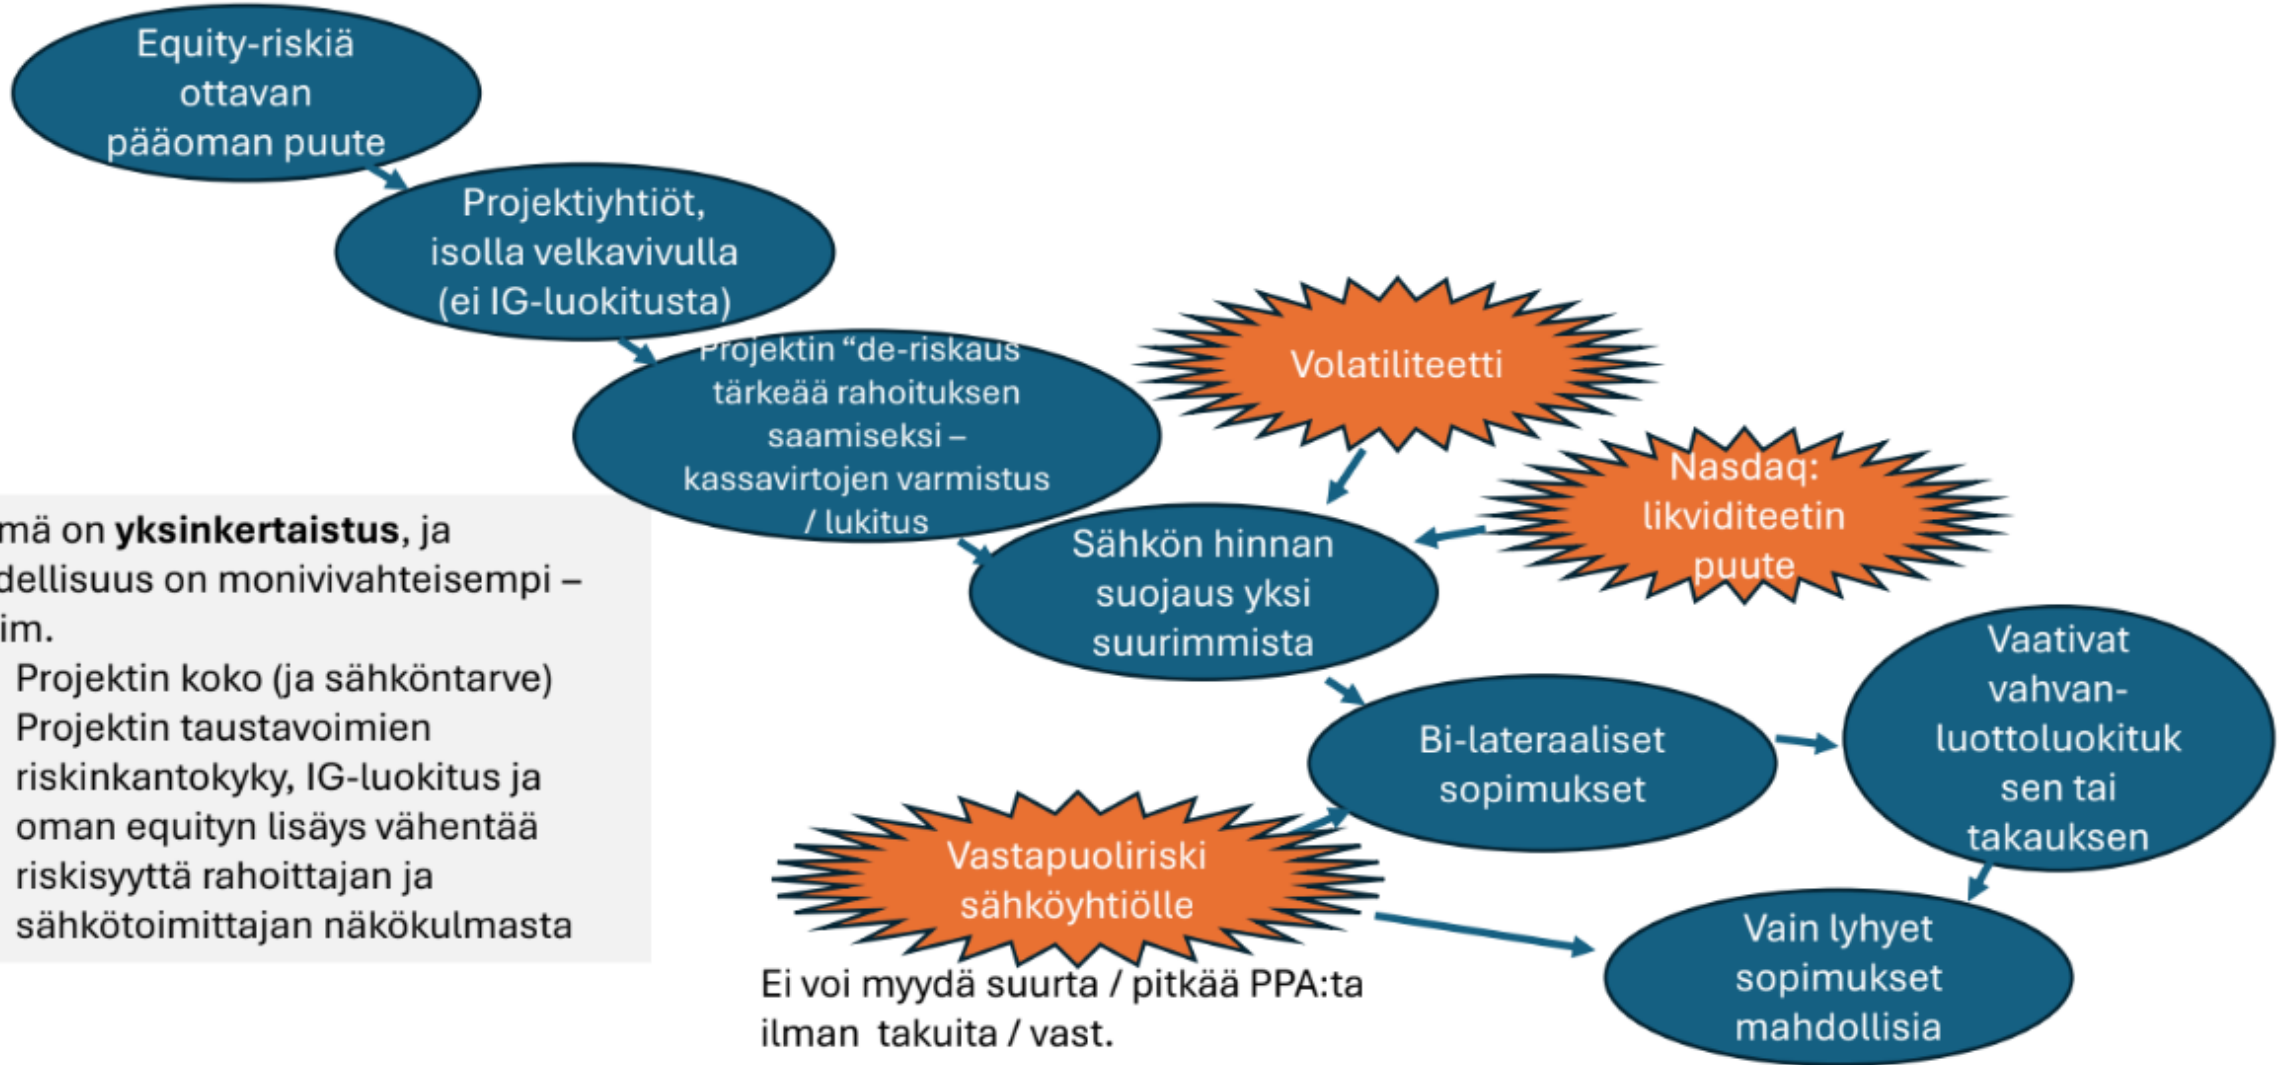 Equity-riskiä
ottavan
pääoman puute
Projektiyhtiöt,
isolla velkavivulla
(ei IG-luokitusta)
Projektin “de-riskaus
tärkeää rahoituksen
saamiseksi –
kassavirtojen varmistus
/ lukitus
Volatiliteetti
Nasdaq:
likviditeetin
puute
Sähkön hinnan
suojaus yksi
suurimmista
on yksinkertaistus, ja
on monivivahteisempi –
Projektin koko (ja sähköntarve)
Projektin taustavoimien
riskinkantokyky, IG-luokitus ja
oman equityn lisäys vähentää
riskisyyttä rahoittajan ja
sähkötoimittajan näkökulmasta
Bi-lateraaliset
sopimukset
Vaativat
vahvan-
luottoluokituk
sen tai
takauksen
Vastapuoliriski
sähköyhtiölle
Ei voi myydä suurta / pitkää PPA:ta
ilman takuita / vast.
Vain lyhyet
sopimukset
mahdollisia